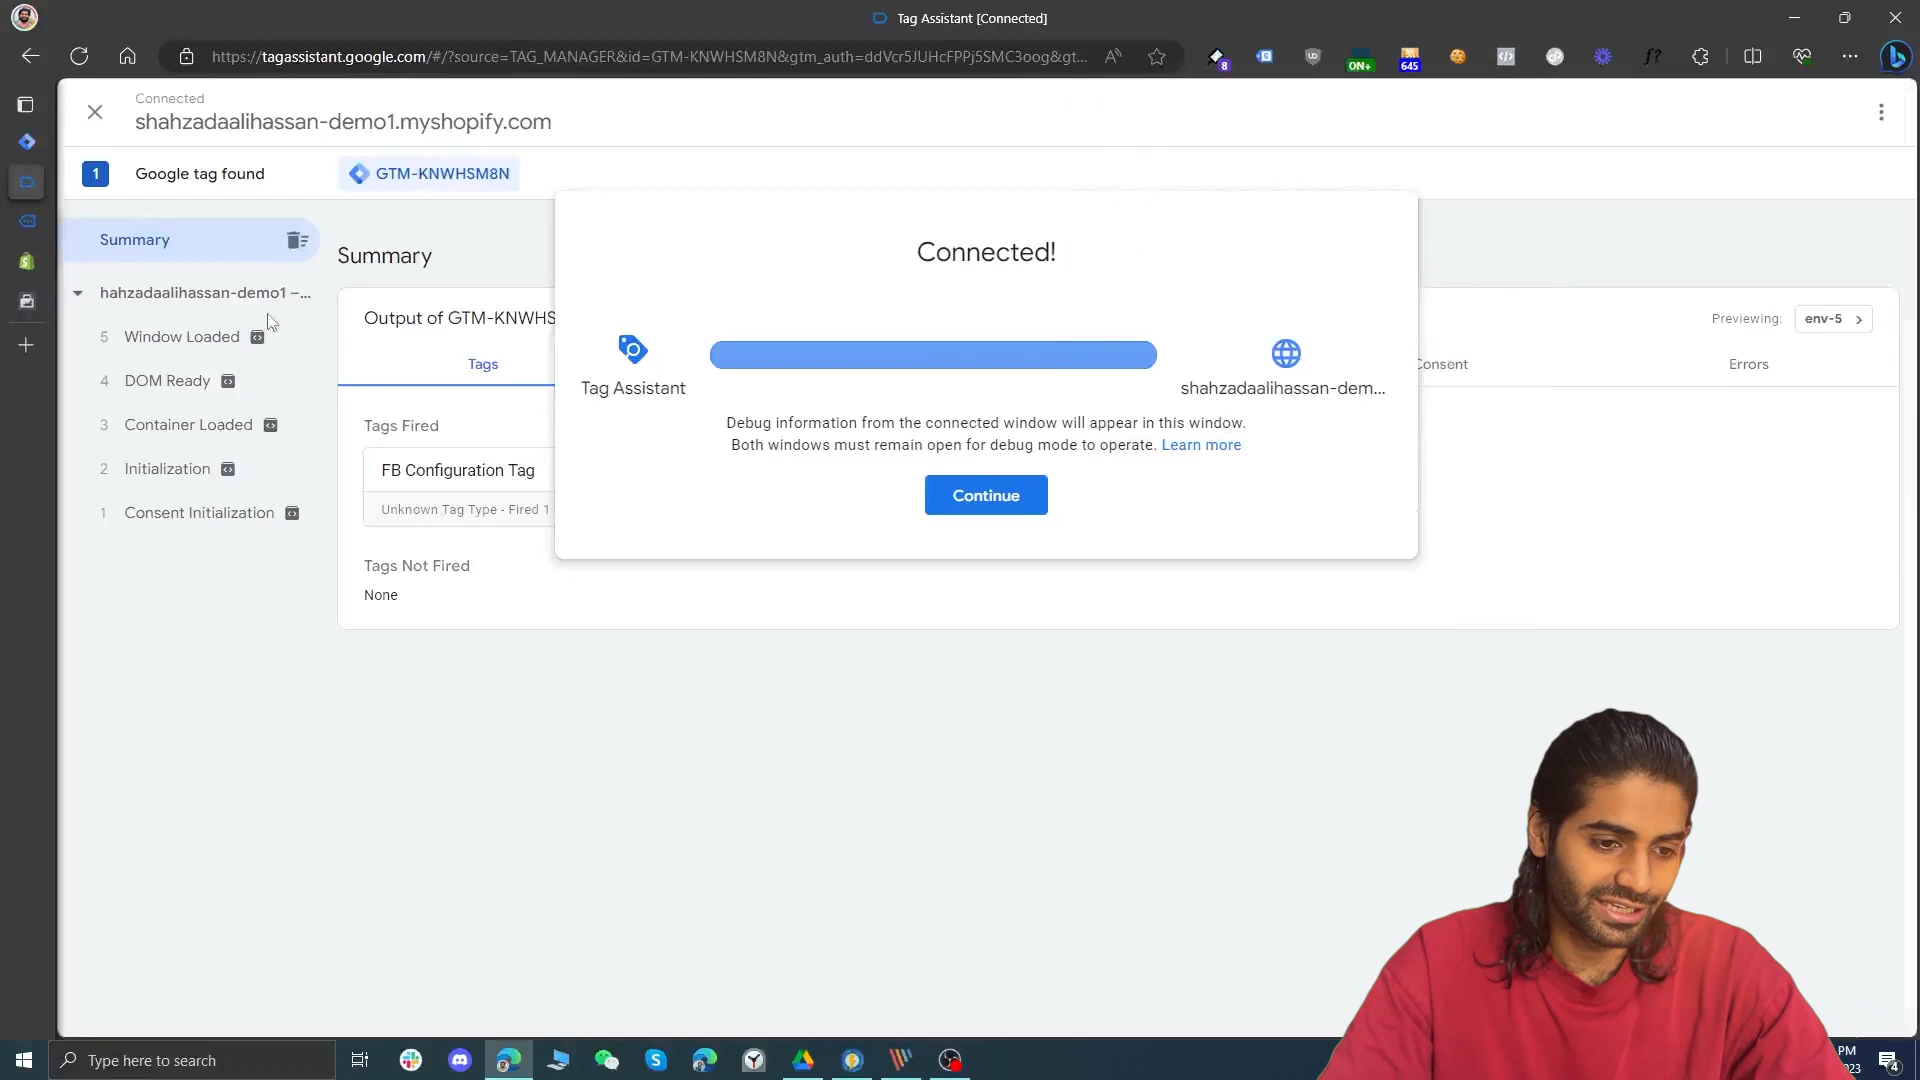 Tag Assistant [Connected]
https://tagassistant.google.com/#/?source=TAG_MANAGER&id=GTM-KNWHSM8N&gtm_auth=ddVcr5JUHcFPPj5SMC3oog&gt...
8
ON+
645
Connected
shahzadaalihassan-demo1.myshopify.com
1
Google tag found
GTM-KNWHSM8N
Summary
hahzadaalihassan-demo1 –...
5 Window Loaded
4 DOM Ready
3 Container Loaded
2 Initialization
1 Consent Initialization
Summary
Output of GTM-KNWHS
Previewing: env-5
Tags
Consent
Errors
Tags Fired
FB Configuration Tag
Unknown Tag Type - Fired 1
Tags Not Fired
None
Connected!
Tag Assistant
shahzadaalihassan-dem...
Debug information from the connected window will appear in this window.
Both windows must remain open for debug mode to operate. Learn more
Continue
Type here to search
PM
023
4